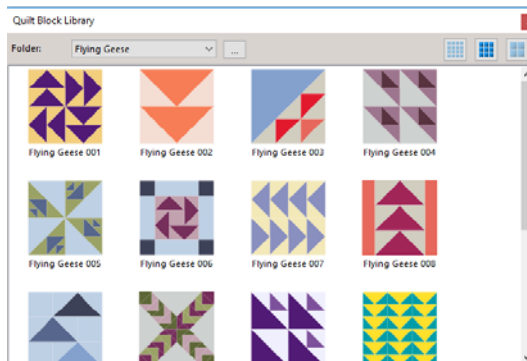 Quilt Block Library
Folder: Flying Geese ...
Flying Geese 001 Flying Geese 002 Flying Geese 003 Flying Geese 004
Flying Geese 005 Flying Geese 006 Flying Geese 007 Flying Geese 008